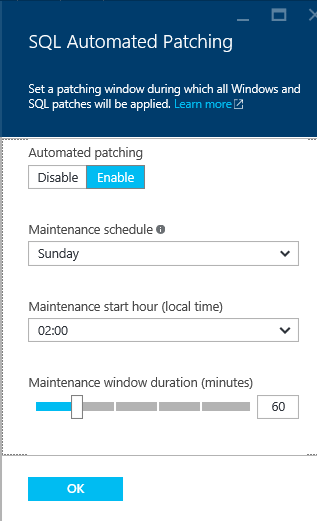 SQL Automated Patching
Set a patching window during which all Windows and
SQL patches will be applied. Learn more
Automated patching
Disable Enable
Maintenance schedule
Sunday
Maintenance start hour (local time)
02:00
Maintenance window duration (minutes)
60
OK